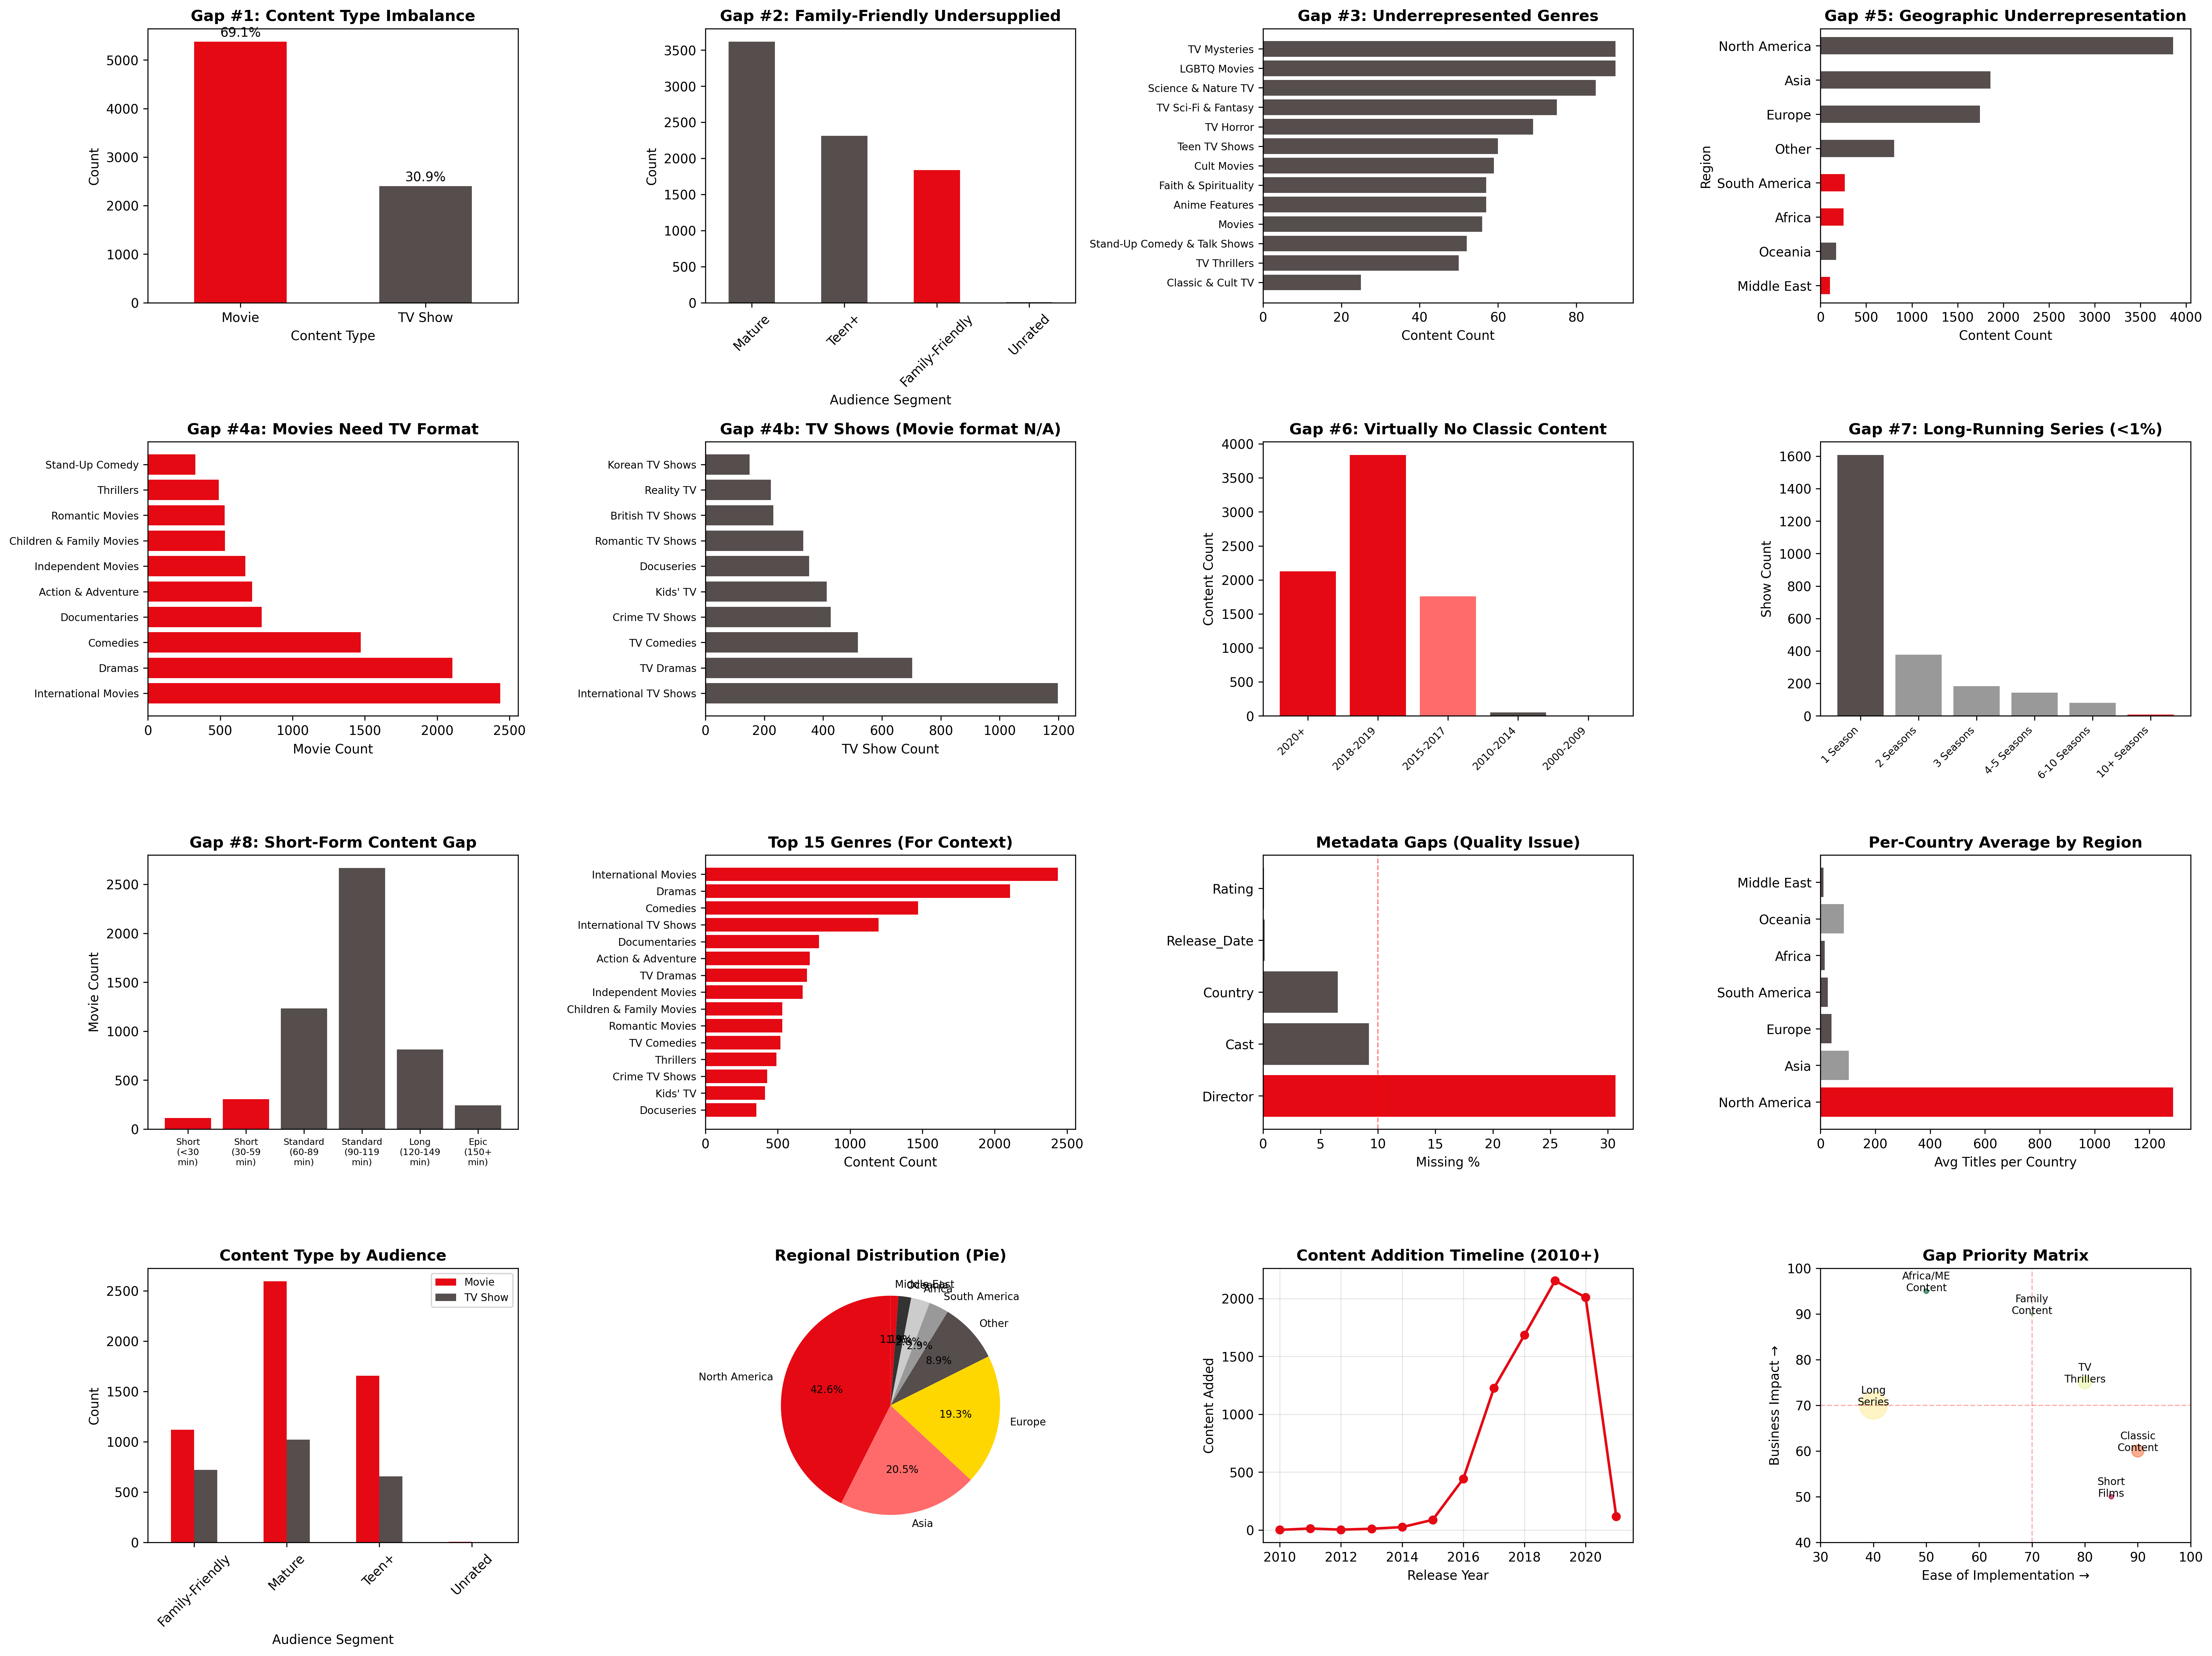 Gap #1: Content Type Imbalance
69.1%
30.9%
5000
4000
3000
2000
1000
0
Count
Movie
TV Show
Content Type
Gap #2: Family-Friendly Undersupplied
3500
3000
2500
2000
1500
1000
500
0
Count
Mature
Teen+
Family-Friendly
Unrated
Audience Segment
Gap #3: Underrepresented Genres
TV Mysteries
LGBTQ Movies
Science & Nature TV
TV Sci-Fi & Fantasy
TV Horror
Teen TV Shows
Cult Movies
Faith & Spirituality
Anime Features
Movies
Stand-Up Comedy & Talk Shows
TV Thrillers
Classic & Cult TV
0 20 40 60 80
Content Count
Gap #5: Geographic Underrepresentation
North America
Asia
Europe
Other
South America
Africa
Oceania
Middle East
Region
0 500 1000 1500 2000 2500 3000 3500 4000
Content Count
Gap #4a: Movies Need TV Format
Stand-Up Comedy
Thrillers
Romantic Movies
Children & Family Movies
Independent Movies
Action & Adventure
Documentaries
Comedies
Dramas
International Movies
0 500 1000 1500 2000 2500
Movie Count
Gap #4b: TV Shows (Movie format N/A)
Korean TV Shows
Reality TV
British TV Shows
Romantic TV Shows
Docuseries
Kids' TV
Crime TV Shows
TV Comedies
TV Dramas
International TV Shows
0 200 400 600 800 1000 1200
TV Show Count
Gap #6: Virtually No Classic Content
4000
3500
3000
2500
2000
1500
1000
500
0
Content Count
2020+
2018-2019
2015-2017
2010-2014
2000-2009
Gap #7: Long-Running Series (<1%)
1600
1400
1200
1000
800
600
400
200
0
Show Count
1 Season
2 Seasons
3 Seasons
4-5 Seasons
6-10 Seasons
10+ Seasons
Gap #8: Short-Form Content Gap
2500
2000
1500
1000
500
0
Movie Count
Short
(<30
min)
Short
(30-59
min)
Standard
(60-89
min)
Standard
(90-119
min)
Long
(120-149
min)
Epic
(150+
min)
Top 15 Genres (For Context)
International Movies
Dramas
Comedies
International TV Shows
Documentaries
Action & Adventure
TV Dramas
Independent Movies
Children & Family Movies
Romantic Movies
TV Comedies
Thrillers
Crime TV Shows
Kids' TV
Docuseries
0 500 1000 1500 2000 2500
Content Count
Metadata Gaps (Quality Issue)
Rating
Release_Date
Country
Cast
Director
0 5 10 15 20 25 30
Missing %
Per-Country Average by Region
Middle East
Oceania
Africa
South America
Europe
Asia
North America
0 200 400 600 800 1000 1200
Avg Titles per Country
Content Type by Audience
Movie
TV Show
2500
2000
1500
1000
500
0
Count
Family-Friendly
Mature
Teen+
Unrated
Audience Segment
Regional Distribution (Pie)
Middle East
Africa
South America
Other
North America
2.9%
8.9%
42.6%
19.3%
Europe
20.5%
Asia
Content Addition Timeline (2010+)
2000
1500
1000
500
0
Content Added
2010 2012 2014 2016 2018 2020
Release Year
Gap Priority Matrix
100
90
80
70
60
50
40
Business Impact →
Africa/ME
Content
Family
Content
TV
Thrillers
Long
Series
Classic
Content
Short
Films
30 40 50 60 70 80 90 100
Ease of Implementation →